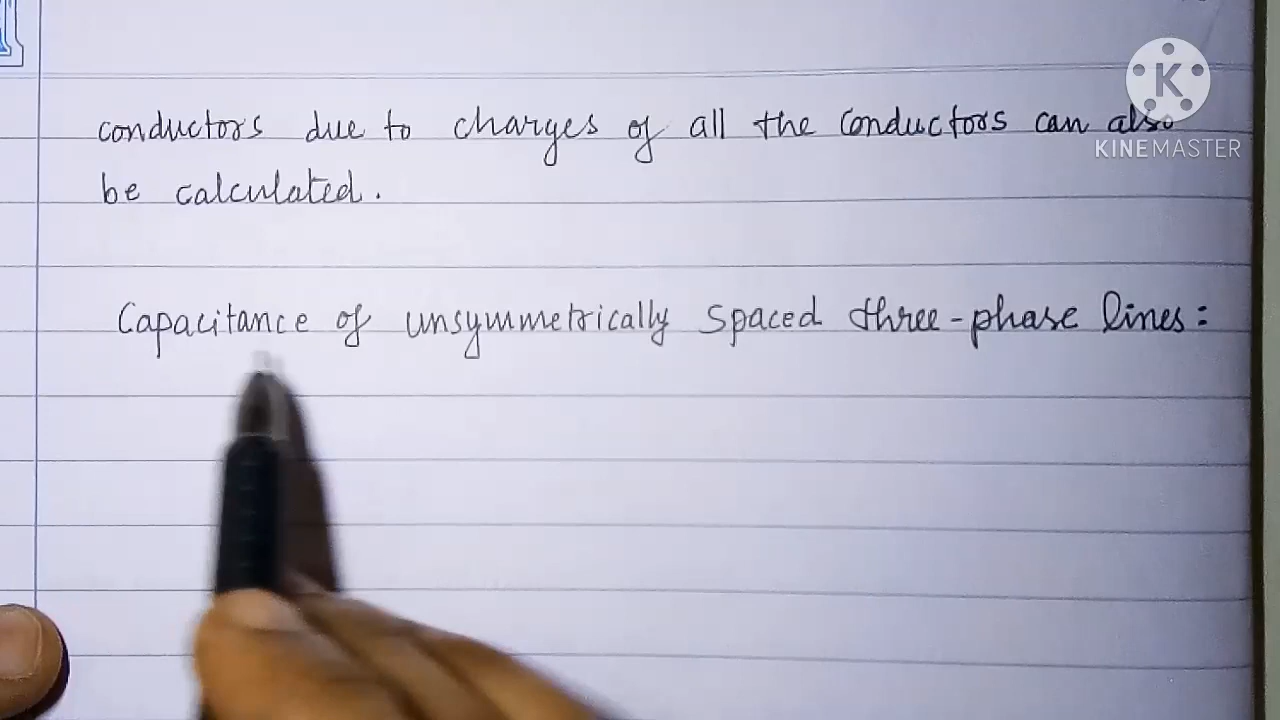 conductors due to charges of all the conductors can also
be calculated.
Capacitance of unsymmetrically spaced three-phase lines:
K
KINEMASTER